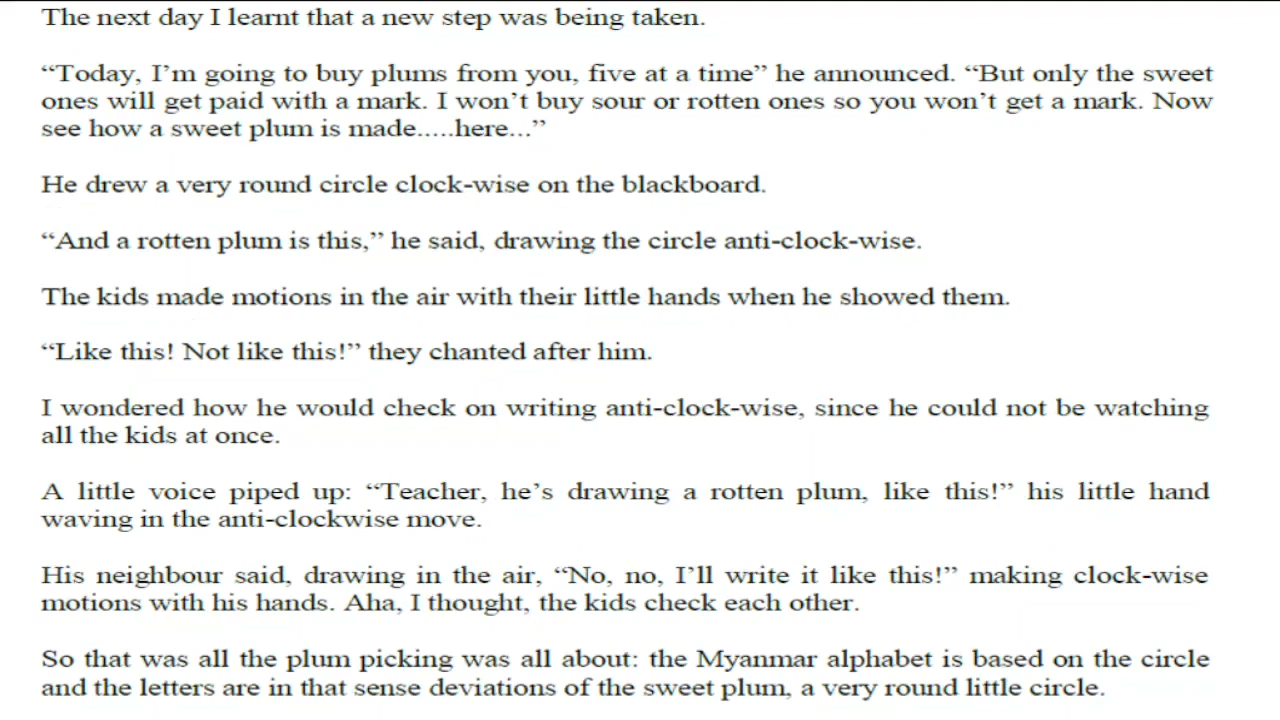 The next day I learnt that a new step was being taken.
“Today, I’m going to buy plums from you, five at a time” he announced. “But only the sweet
ones will get paid with a mark. I won’t buy sour or rotten ones so you won’t get a mark. Now
see how a sweet plum is made.....here...”
He drew a very round circle clock-wise on the blackboard.
“And a rotten plum is this,” he said, drawing the circle anti-clock-wise.
The kids made motions in the air with their little hands when he showed them.
“Like this! Not like this!” they chanted after him.
I wondered how he would check on writing anti-clock-wise, since he could not be watching
all the kids at once.
A little voice piped up: “Teacher, he’s drawing a rotten plum, like this!” his little hand
waving in the anti-clockwise move.
His neighbour said, drawing in the air, “No, no, I’ll write it like this!” making clock-wise
motions with his hands. Aha, I thought, the kids check each other.
So that was all the plum picking was all about: the Myanmar alphabet is based on the circle
and the letters are in that sense deviations of the sweet plum, a very round little circle.